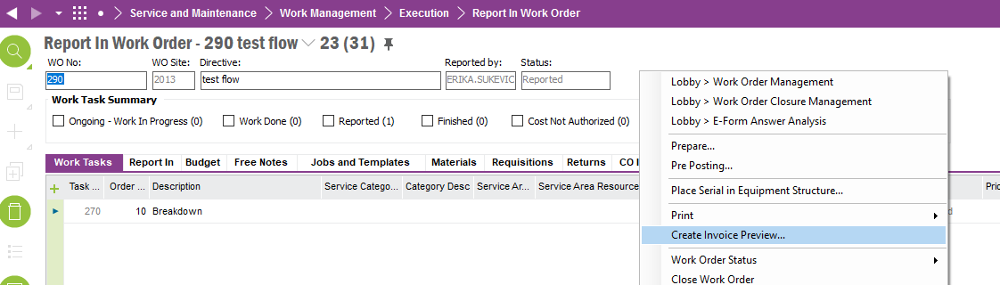 Service and Maintenance > Work Management > Execution > Report In Work Order
Report In Work Order - 290 test flow 23 (31)
WO No: WO Site: Directive: Reported by: Status:
290 2013 test flow ERIKA.SUKEVIC Reported
Work Task Summary
Ongoing - Work In Progress (0) Work Done (0) Reported (1) Finished (0) Cost Not Authorized (0)
Work Tasks Report In Budget Free Notes Jobs and Templates Materials Requisitions Returns CO
Task ... Order ... Description Service Catego... Category Desc Service Ar... Service Area Resource Pric
270 10 Breakdown
Lobby > Work Order Management
Lobby > Work Order Closure Management
Lobby > E-Form Answer Analysis
Prepare...
Pre Posting...
Place Serial in Equipment Structure...
Print
Create Invoice Preview...
Work Order Status
Close Work Order